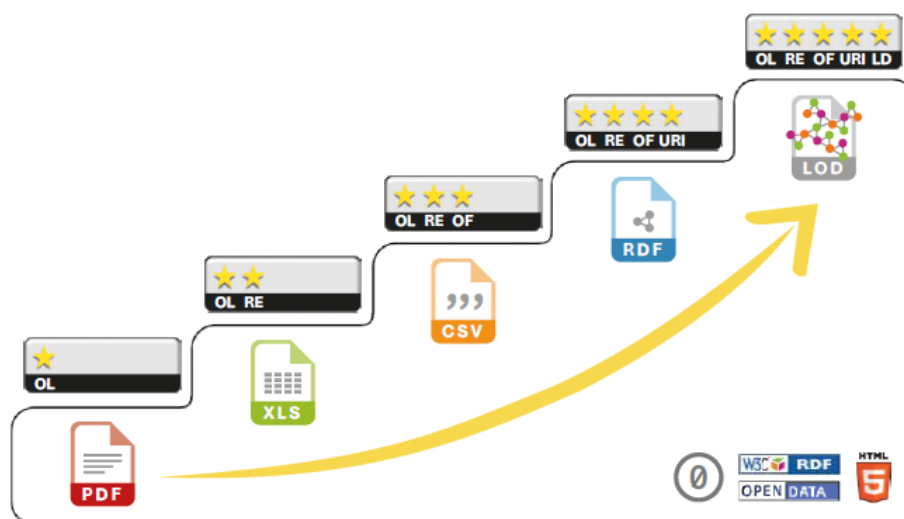 OL RE OF URI LD
LOD
OL RE OF URI
RDF
OL RE OF
,,,
CSV
OL RE
XLS
OL
PDF
0
W3C RDF
OPEN DATA
HTML
5